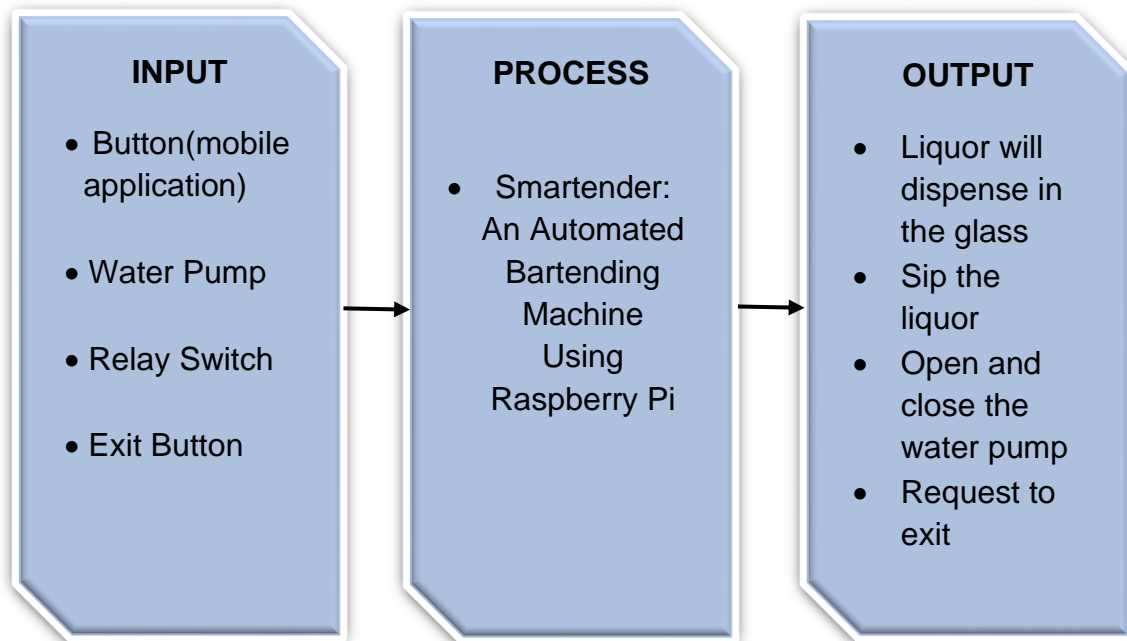 INPUT
• Button(mobile
application)
• Water Pump
• Relay Switch
• Exit Button
PROCESS
• Smartender:
An Automated
Bartending
Machine
Using
Raspberry Pi
OUTPUT
• Liquor will
dispense in
the glass
• Sip the
liquor
• Open and
close the
water pump
• Request to
exit